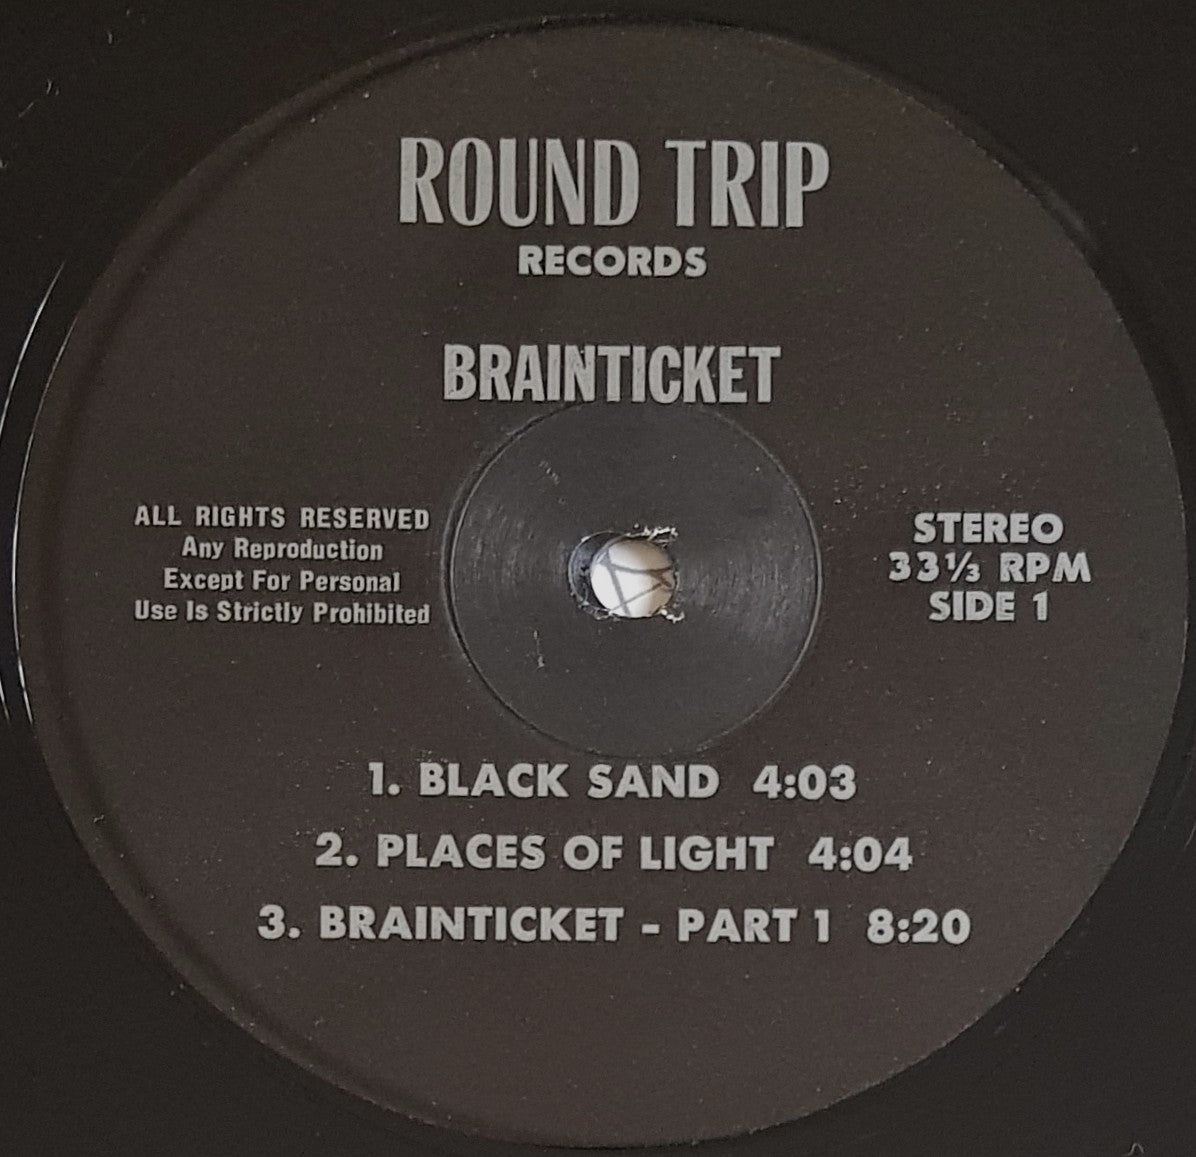 ROUND TRIP
RECORDS
BRAINTICKET
ALL RIGHTS RESERVED
Any Reproduction
Except For Personal
Use Is Strictly Prohibited
STEREO
33⅓ RPM
SIDE 1
1. BLACK SAND 4:03
2. PLACES OF LIGHT 4:04
3. BRAINTICKET - PART 1 8:20